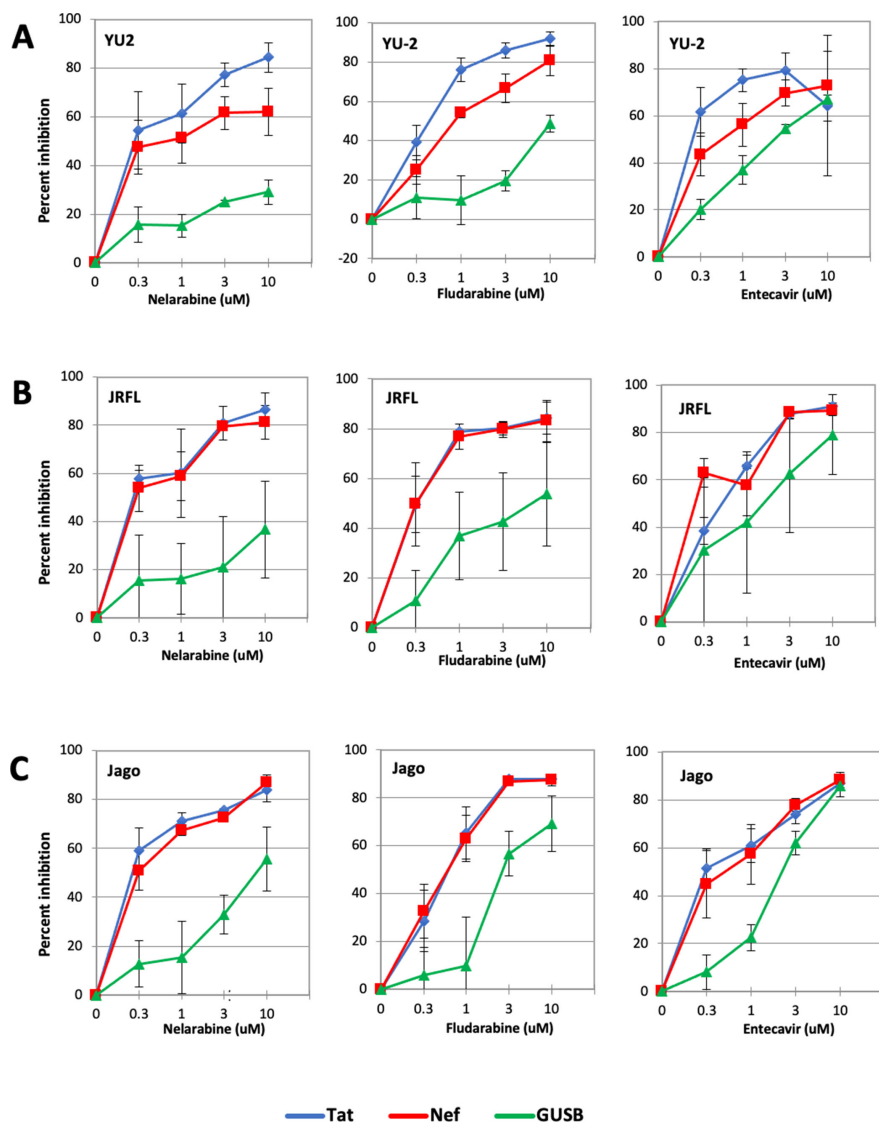 A
YU2
YU-2
YU-2
Percent inhibition
100
80
60
40
20
0
0 0.3 1 3 10
Nelarabine (uM)
100
80
60
40
20
0
-20
0 0.3 1 3 10
Fludarabine (uM)
100
80
60
40
20
0
0 0.3 1 3 10
Entecavir (uM)
B
JRFL
JRFL
JRFL
Percent inhibition
100
80
60
40
20
0
0 0.3 1 3 10
Nelarabine (uM)
100
80
60
40
20
0
0 0.3 1 3 10
Fludarabine (uM)
100
80
60
40
20
0
0 0.3 1 3 10
Entecavir (uM)
C
Jago
Jago
Jago
Percent inhibition
100
80
60
40
20
0
0 0.3 1 3 10
Nelarabine (uM)
100
80
60
40
20
0
0 0.3 1 3 10
Fludarabine (uM)
100
80
60
40
20
0
0 0.3 1 3 10
Entecavir (uM)
Tat Nef GUSB